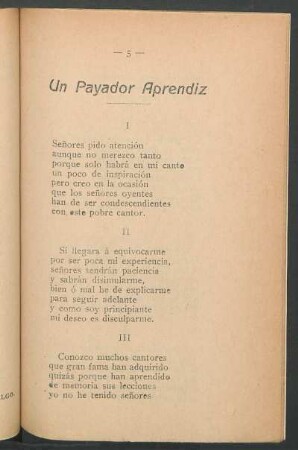 — 5 —
Un Payador Aprendiz
I
Señores pido atención
aunque no merezco tanto
porque solo habrá en mi canto
un poco de inspiración
pero creo en la ocasión
que los señores oyentes
han de ser condescendientes
con este pobre cantor.
II
Si llegara á equivocarme
por ser poca mi experiencia,
señores tendrán paciencia
y sabrán disimularme,
bien ó mal he de explicarme
para seguir adelante
y como soy principiante
mi deseo es disculparme.
III
Conozco muchos cantores
que gran fama han adquirido
quizás porque han aprendido
de memoria sus lecciones
yo no he tenido señores
LGO.